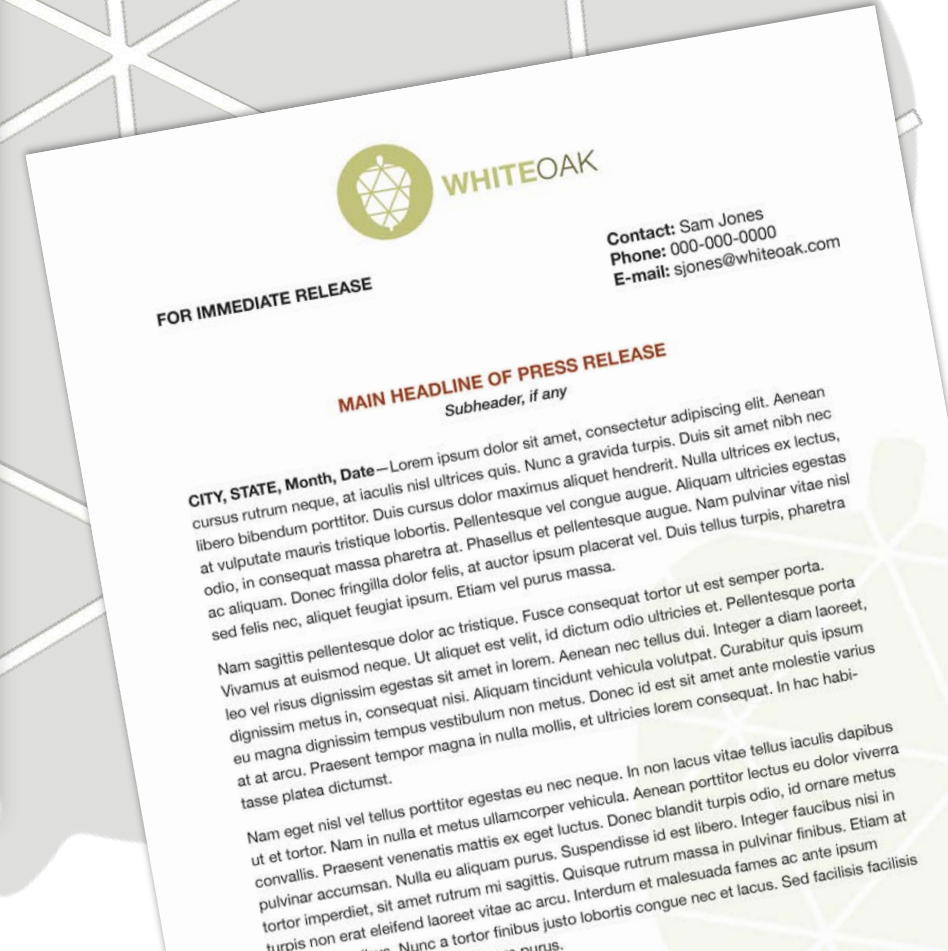 WHITEOAK
Contact: Sam Jones
Phone: 000-000-0000
E-mail: sjones@whiteoak.com
FOR IMMEDIATE RELEASE
MAIN HEADLINE OF PRESS RELEASE
Subheader, if any
CITY, STATE, Month, Date—Lorem ipsum dolor sit amet, consectetur adipiscing elit. Aenean
cursus rutrum neque, at iaculis nisl ultrices quis. Nunc a gravida turpis. Duis sit amet nibh nec
libero bibendum porttitor. Duis cursus dolor maximus aliquet hendrerit. Nulla ultrices ex lectus,
at vulputate mauris tristique lobortis. Pellentesque vel congue augue. Aliquam ultricies egestas
odio, in consequat massa pharetra at. Phasellus et pellentesque augue. Nam pulvinar vitae nisl
ac aliquam. Donec fringilla dolor felis, at auctor ipsum placerat vel. Duis tellus turpis, pharetra
sed felis nec, aliquet feugiat ipsum. Etiam vel purus massa.
Nam sagittis pellentesque dolor ac tristique. Fusce consequat tortor ut est semper porta.
Vivamus at euismod neque. Ut aliquet est velit, id dictum odio ultricies et. Pellentesque porta
leo vel risus dignissim egestas sit amet in lorem. Aenean nec tellus dui. Integer a diam laoreet,
dignissim metus in, consequat nisi. Aliquam tincidunt vehicula volutpat. Curabitur quis ipsum
eu magna dignissim tempus vestibulum non metus. Donec id est sit amet ante molestie varius
at at arcu. Praesent tempor magna in nulla mollis, et ultricies lorem consequat. In hac habi-
tasse platea dictumst.
Nam eget nisl vel tellus porttitor egestas eu nec neque. In non lacus vitae tellus iaculis dapibus
ut et tortor. Nam in nulla et metus ullamcorper vehicula. Aenean porttitor lectus eu dolor viverra
convallis. Praesent venenatis mattis ex eget luctus. Donec blandit turpis odio, id ornare metus
pulvinar accumsan. Nulla eu aliquam purus. Suspendisse id est libero. Integer faucibus nisi in
tortor imperdiet, sit amet rutrum mi sagittis. Quisque rutrum massa in pulvinar finibus. Etiam at
turpis non erat eleifend laoreet vitae ac arcu. Interdum et malesuada fames ac ante ipsum
Nunc a tortor finibus justo lobortis congue nec et lacus. Sed facilisis facilisis
purus.